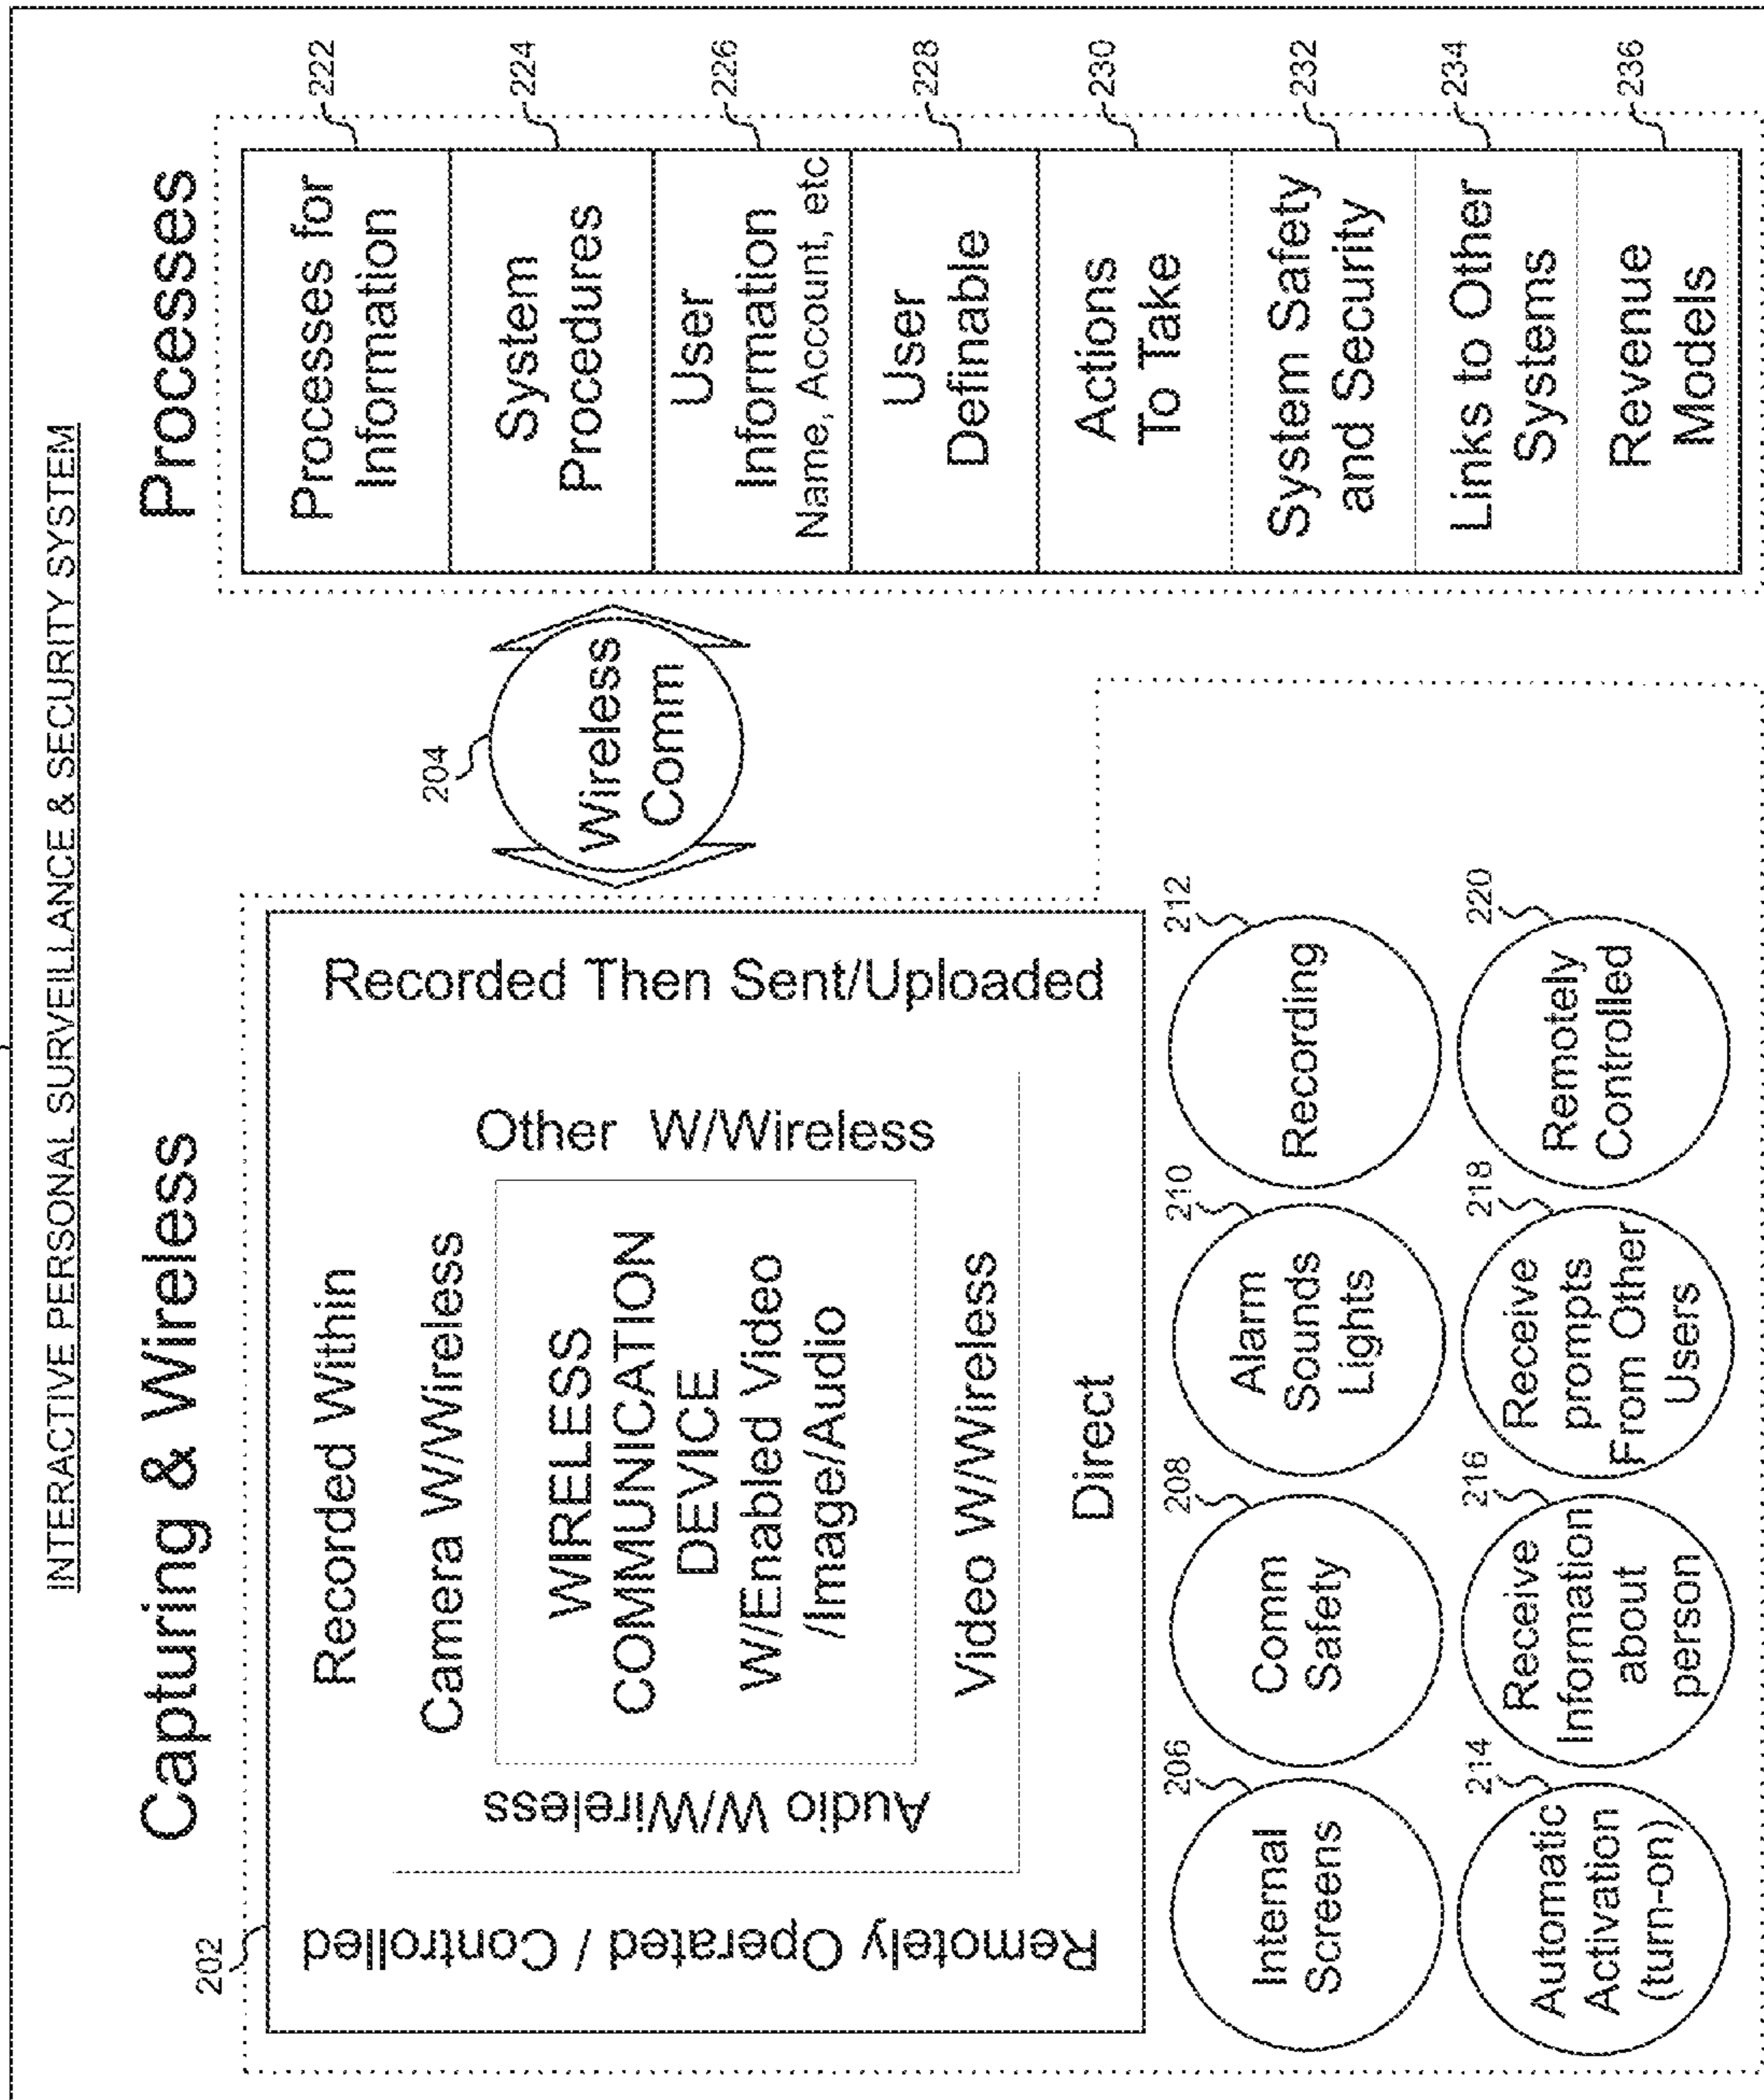 INTERACTIVE PERSONAL SURVEILLANCE & SECURITY SYSTEM
Capturing & Wireless
202
Recorded Within
Camera W/Wireless
WIRELESS
COMMUNICATION
DEVICE
W/Enabled Video
/Image/Audio
Video W/Wireless
Direct
Remotely Operated / Controlled
Audio W/Wireless
Other W/Wireless
Recorded Then Sent/Uploaded
204
Wireless
Comm
206
Internal
Screens
208
Comm
Safety
210
Alarm
Sounds
Lights
212
Recording
214
Automatic
Activation
(turn-on)
216
Receive
Information
about
person
218
Receive
prompts
From Other
Users
220
Remotely
Controlled
Processes
Processes for
Information
222
System
Procedures
224
User
Information
Name, Account, etc
226
User
Definable
228
Actions
To Take
230
System Safety
and Security
232
Links to Other
Systems
234
Revenue
Models
236